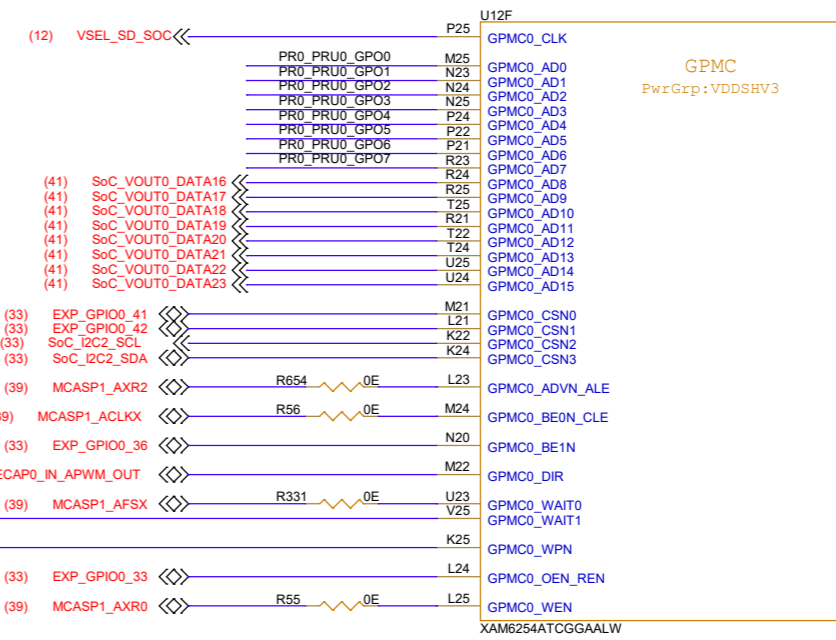 U12F
(12) VSEL_SD_SOC P25 GPMC0_CLK
GPMC
PwrGrp:VDDSHV3
PR0_PRU0_GPO0 M25 GPMC0_AD0
PR0_PRU0_GPO1 N23 GPMC0_AD1
PR0_PRU0_GPO2 N24 GPMC0_AD2
PR0_PRU0_GPO3 N25 GPMC0_AD3
PR0_PRU0_GPO4 P24 GPMC0_AD4
PR0_PRU0_GPO5 P22 GPMC0_AD5
PR0_PRU0_GPO6 P21 GPMC0_AD6
PR0_PRU0_GPO7 R23 GPMC0_AD7
(41) SoC_VOUT0_DATA16 R24 GPMC0_AD8
(41) SoC_VOUT0_DATA17 R25 GPMC0_AD9
(41) SoC_VOUT0_DATA18 T25 GPMC0_AD10
(41) SoC_VOUT0_DATA19 R21 GPMC0_AD11
(41) SoC_VOUT0_DATA20 T22 GPMC0_AD12
(41) SoC_VOUT0_DATA21 T24 GPMC0_AD13
(41) SoC_VOUT0_DATA22 U25 GPMC0_AD14
(41) SoC_VOUT0_DATA23 U24 GPMC0_AD15
(33) EXP_GPIO0_41 M21 GPMC0_CSN0
(33) EXP_GPIO0_42 L21 GPMC0_CSN1
(33) SoC_I2C2_SCL K22 GPMC0_CSN2
(33) SoC_I2C2_SDA K24 GPMC0_CSN3
(39) MCASP1_AXR2 R654 0E L23 GPMC0_ADVN_ALE
39) MCASP1_ACLKX R56 0E M24 GPMC0_BE0N_CLE
(33) EXP_GPIO0_36 N20 GPMC0_BE1N
ECAP0_IN_APWM_OUT M22 GPMC0_DIR
(39) MCASP1_AFSX R331 0E U23 GPMC0_WAIT0
V25 GPMC0_WAIT1
K25 GPMC0_WPN
(33) EXP_GPIO0_33 L24 GPMC0_OEN_REN
(39) MCASP1_AXR0 R55 0E L25 GPMC0_WEN
XAM6254ATCGGAALW